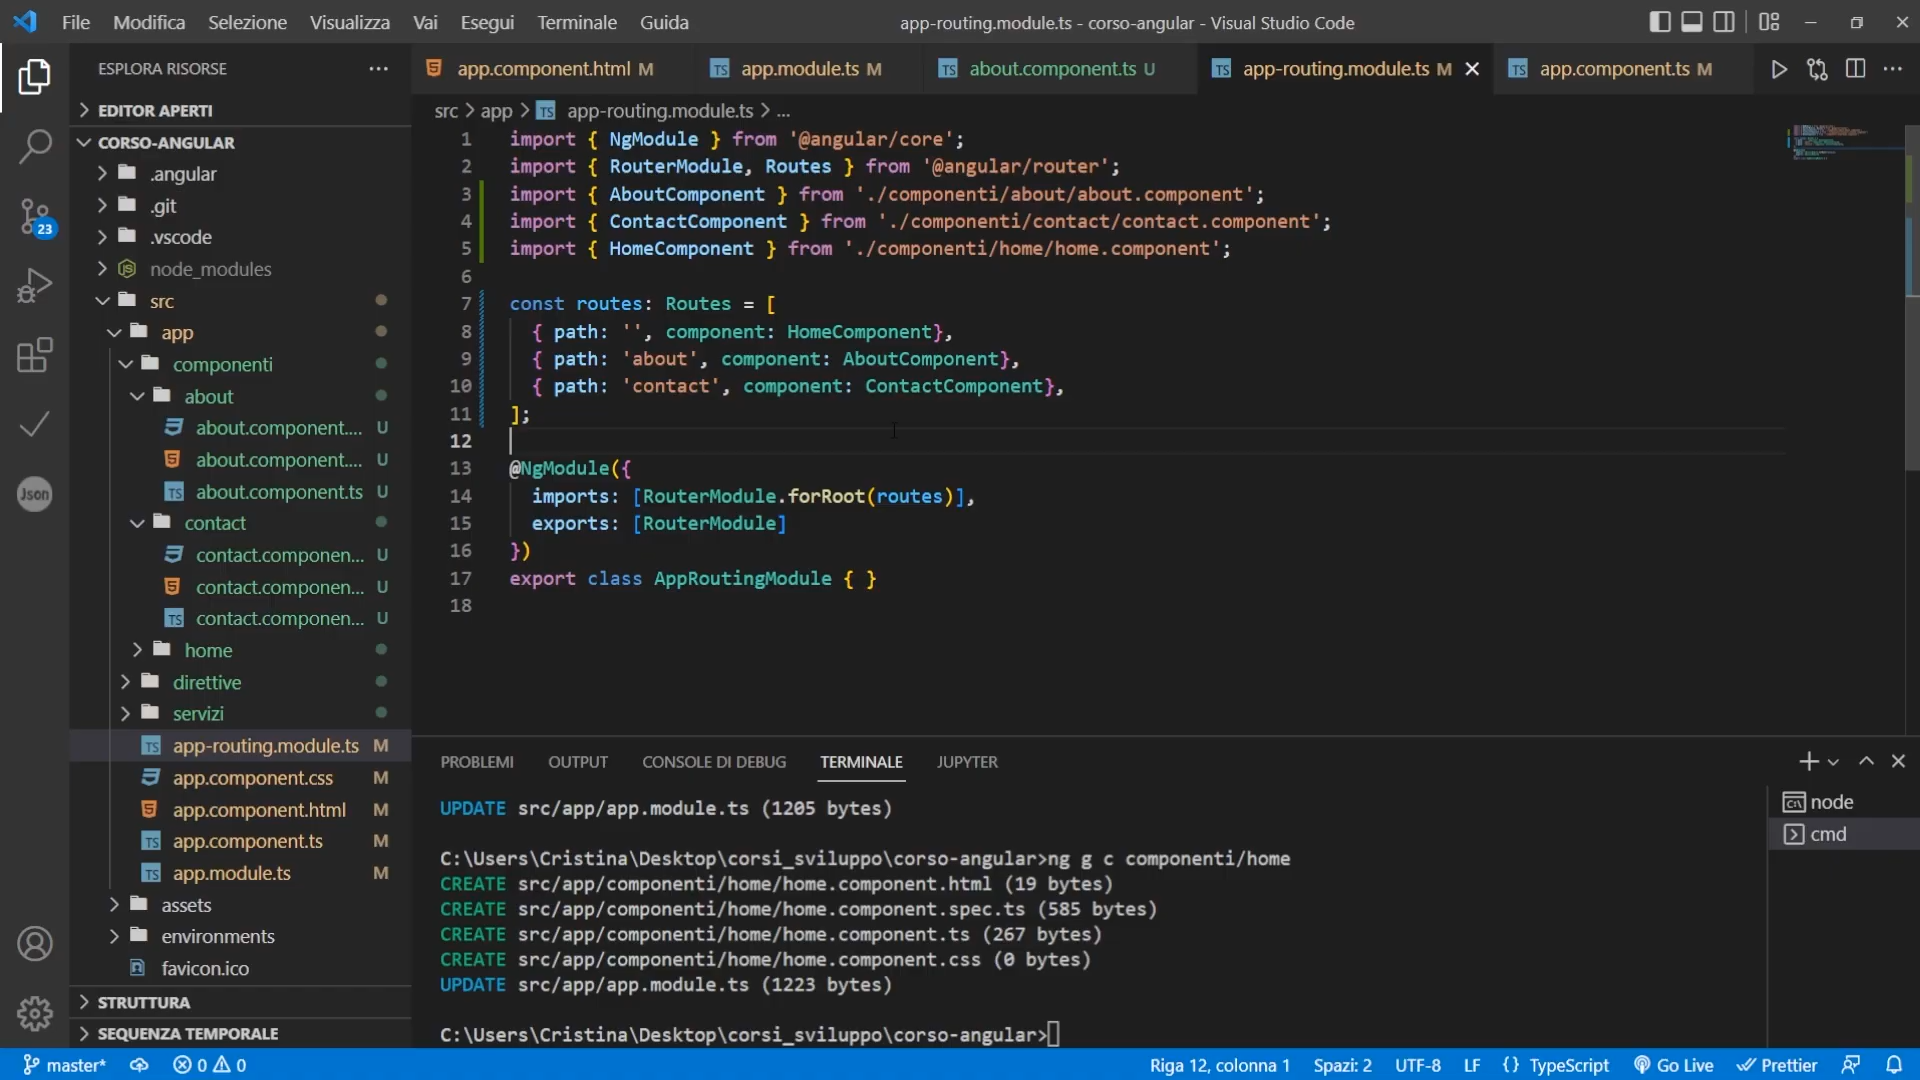 File Modifica Selezione Visualizza Vai Esegui Terminale Guida
app-routing.module.ts - corso-angular - Visual Studio Code
ESPLORA RISORSE
EDITOR APERTI
CORSO-ANGULAR
.angular
.git
.vscode
node_modules
src
app
componenti
about
about.component.... U
about.component.... U
about.component.ts U
contact
contact.componen... U
contact.componen... U
contact.componen... U
home
direttive
servizi
app-routing.module.ts M
app.component.css M
app.component.html M
app.component.ts M
app.module.ts M
assets
environments
favicon.ico
STRUTTURA
SEQUENZA TEMPORALE
23
Json
app.component.html M app.module.ts M about.component.ts U app-routing.module.ts M app.component.ts M
src > app > TS app-routing.module.ts > ...
1 import { NgModule } from '@angular/core';
2 import { RouterModule, Routes } from '@angular/router';
3 import { AboutComponent } from './componenti/about/about.component';
4 import { ContactComponent } from './componenti/contact/contact.component';
5 import { HomeComponent } from './componenti/home/home.component';
6
7 const routes: Routes = [
8 { path: '', component: HomeComponent},
9 { path: 'about', component: AboutComponent},
10 { path: 'contact', component: ContactComponent},
11 ];
12
13 @NgModule({
14 imports: [RouterModule.forRoot(routes)],
15 exports: [RouterModule]
16 })
17 export class AppRoutingModule { }
18
PROBLEMI OUTPUT CONSOLE DI DEBUG TERMINALE JUPYTER
UPDATE src/app/app.module.ts (1205 bytes)
C:\Users\Cristina\Desktop\corsi_sviluppo\corso-angular>ng g c componenti/home
CREATE src/app/componenti/home/home.component.html (19 bytes)
CREATE src/app/componenti/home/home.component.spec.ts (585 bytes)
CREATE src/app/componenti/home/home.component.ts (267 bytes)
CREATE src/app/componenti/home/home.component.css (0 bytes)
UPDATE src/app/app.module.ts (1223 bytes)
C:\Users\Cristina\Desktop\corsi_sviluppo\corso-angular>
node
cmd
master* 0 0 Riga 12, colonna 1 Spazi: 2 UTF-8 LF {} TypeScript Go Live Prettier